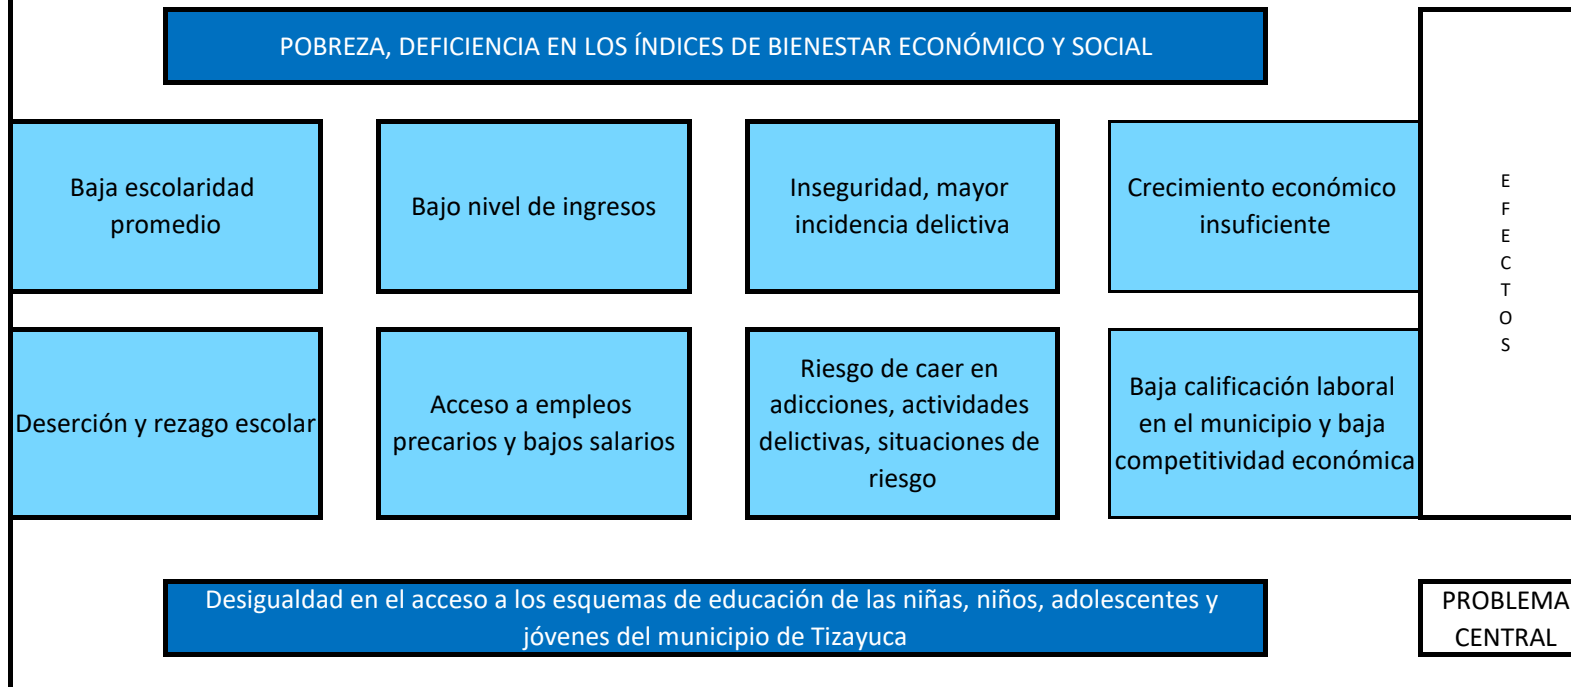 POBREZA, DEFICIENCIA EN LOS ÍNDICES DE BIENESTAR ECONÓMICO Y SOCIAL
Baja escolaridad
promedio
Bajo nivel de ingresos
Inseguridad, mayor
incidencia delictiva
Crecimiento económico
insuficiente
E
F
E
C
T
O
S
Deserción y rezago escolar
Acceso a empleos
precarios y bajos salarios
Riesgo de caer en
adicciones, actividades
delictivas, situaciones de
riesgo
Baja calificación laboral
en el municipio y baja
competitividad económica
Desigualdad en el acceso a los esquemas de educación de las niñas, niños, adolescentes y
jóvenes del municipio de Tizayuca
PROBLEMA
CENTRAL